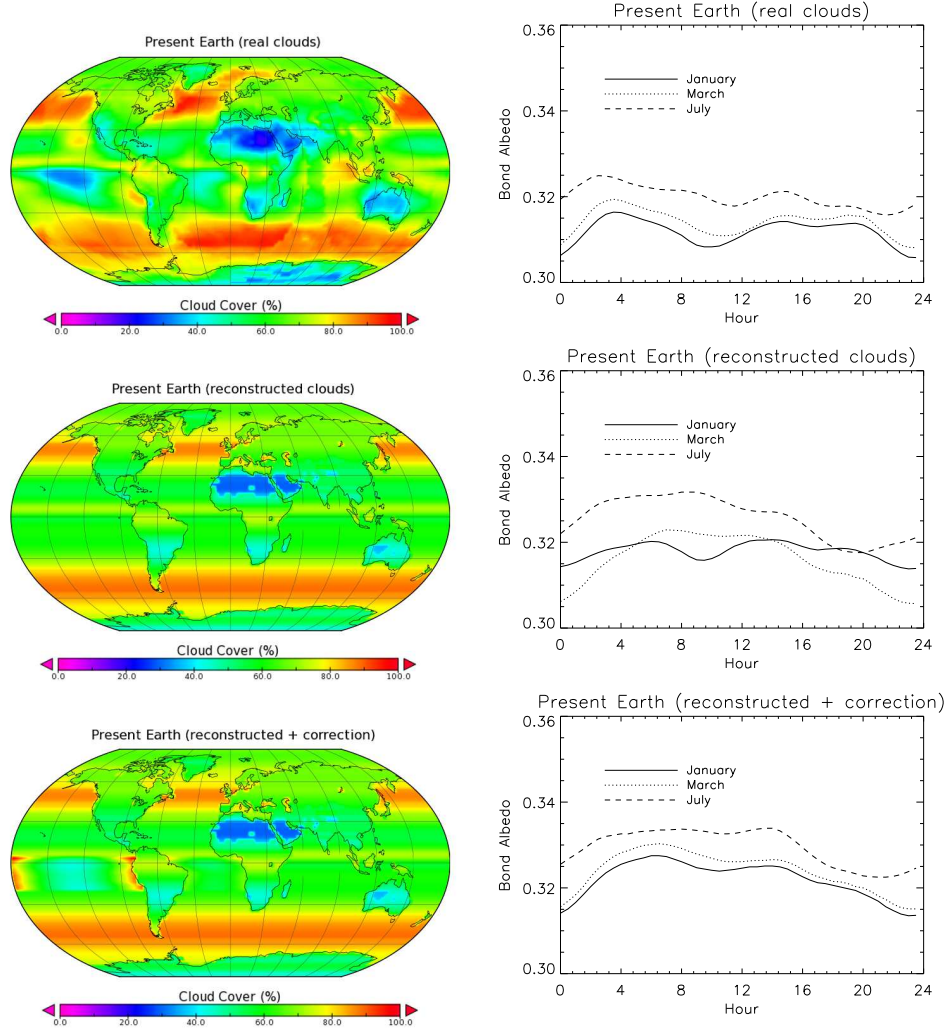 Present Earth (real clouds)
Cloud Cover (%)
0.0 20.0 40.0 60.0 80.0 100.0
Present Earth (real clouds)
0.36
0.34
0.32
0.30
Bond Albedo
January
March
July
0 4 8 12 16 20 24
Hour
Present Earth (reconstructed clouds)
Cloud Cover (%)
0.0 20.0 40.0 60.0 80.0 100.0
Present Earth (reconstructed clouds)
0.36
0.34
0.32
0.30
Bond Albedo
January
March
July
0 4 8 12 16 20 24
Hour
Present Earth (reconstructed + correction)
Cloud Cover (%)
0.0 20.0 40.0 60.0 80.0 100.0
Present Earth (reconstructed + correction)
0.36
0.34
0.32
0.30
Bond Albedo
January
March
July
0 4 8 12 16 20 24
Hour